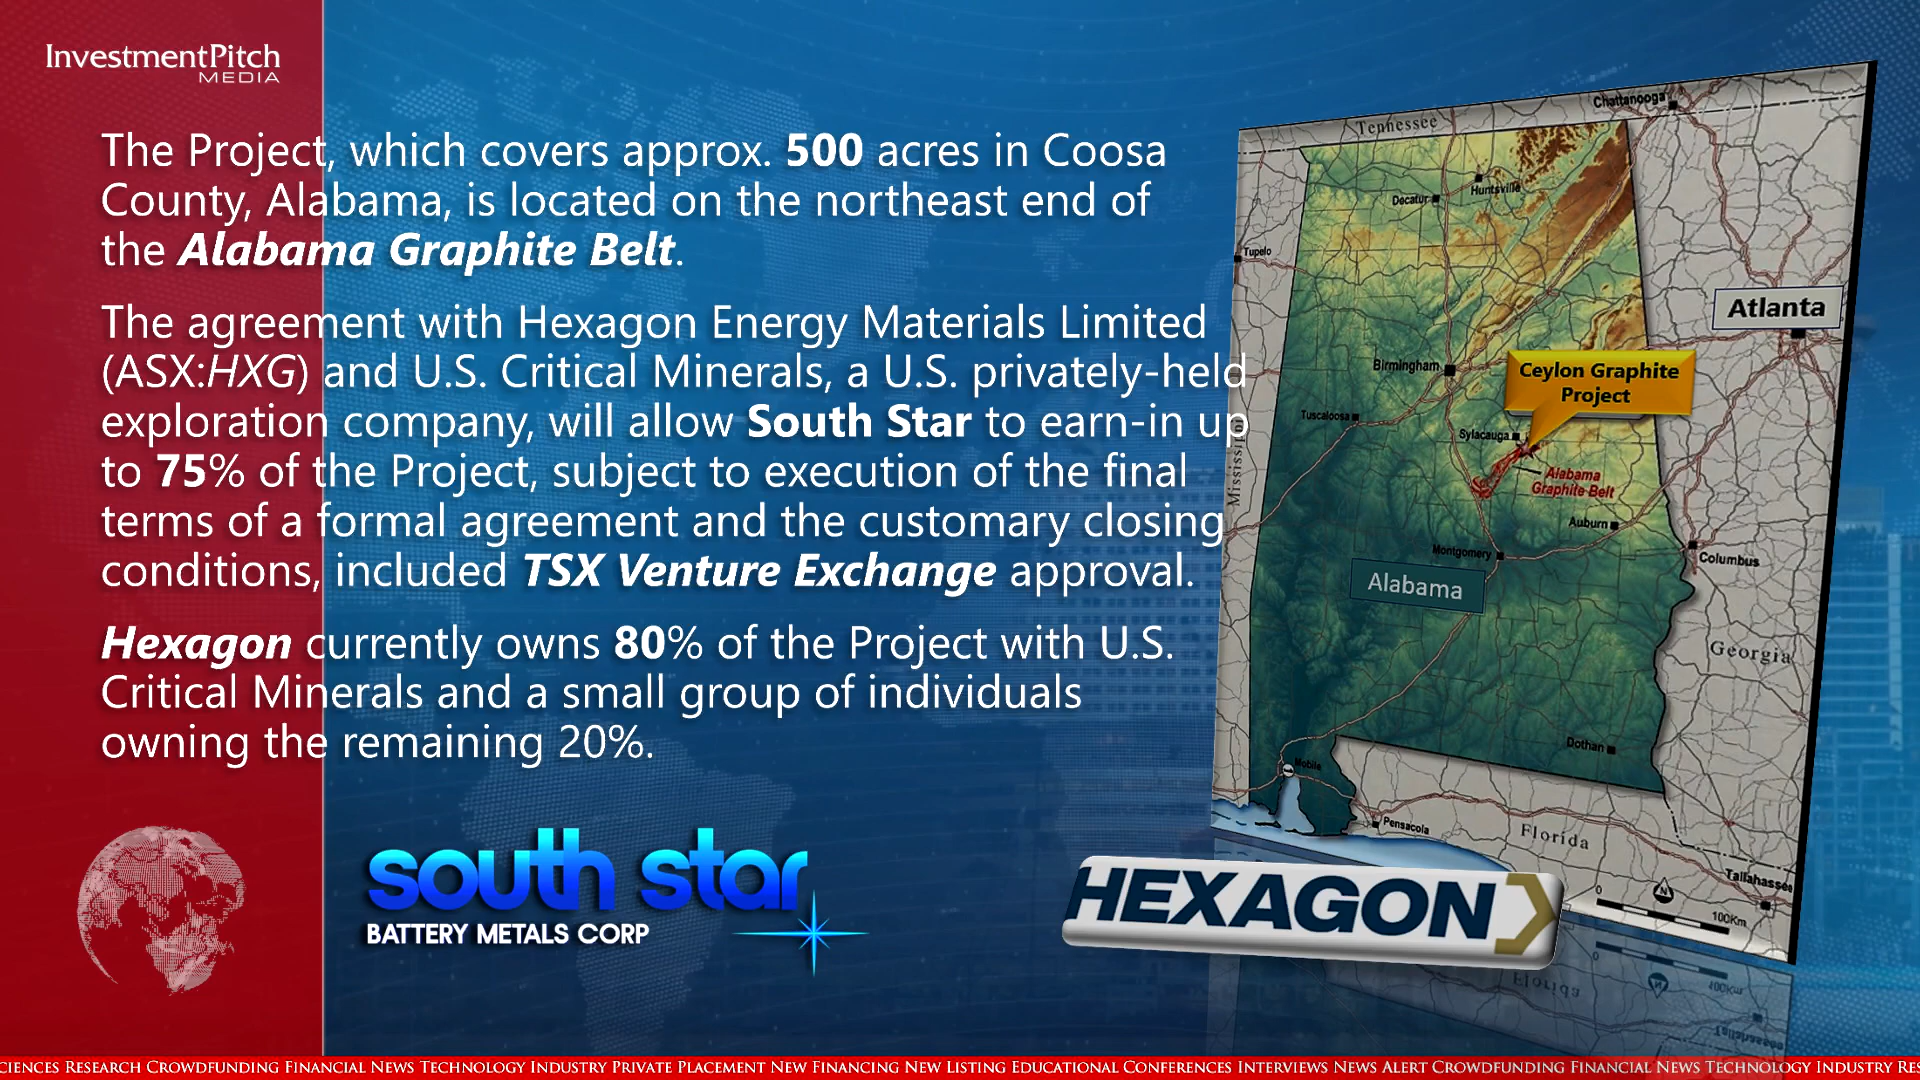 InvestmentPitch
MEDIA
The Project, which covers approx. 500 acres in Coosa
County, Alabama, is located on the northeast end of
the Alabama Graphite Belt.
The agreement with Hexagon Energy Materials Limited
(ASX:HXG) and U.S. Critical Minerals, a U.S. privately-held
exploration company, will allow South Star to earn-in up
to 75% of the Project, subject to execution of the final
terms of a formal agreement and the customary closing
conditions, included TSX Venture Exchange approval.
Hexagon currently owns 80% of the Project with U.S.
Critical Minerals and a small group of individuals
owning the remaining 20%.
south star
BATTERY METALS CORP
HEXAGON
Chattanooga
Tennessee
Huntsville
Decatur
Tupelo
Atlanta
Birmingham
Ceylon Graphite
Project
Tuscaloosa
Sylacauga
Mississippi
Alabama
Graphite Belt
Auburn
Montgomery
Columbus
Alabama
Georgia
Dothan
Mobile
Pensacola
Florida
Tallahassee
0
N
100Km
CIENCES RESEARCH CROWDFUNDING FINANCIAL NEWS TECHNOLOGY INDUSTRY PRIVATE PLACEMENT NEW FINANCING NEW LISTING EDUCATIONAL CONFERENCES INTERVIEWS NEWS ALERT CROWDFUNDING FINANCIAL NEWS TECHNOLOGY INDUSTRY RES